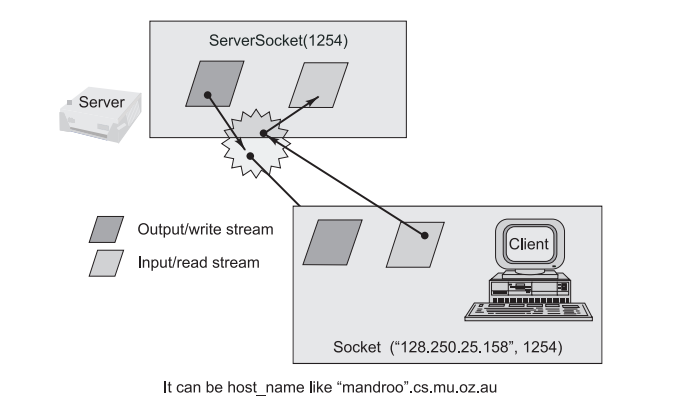 ServerSocket(1254)
Server
Output/write stream
Input/read stream
Client
Socket (“128.250.25.158”, 1254)
It can be host_name like “mandroo”.cs.mu.oz.au